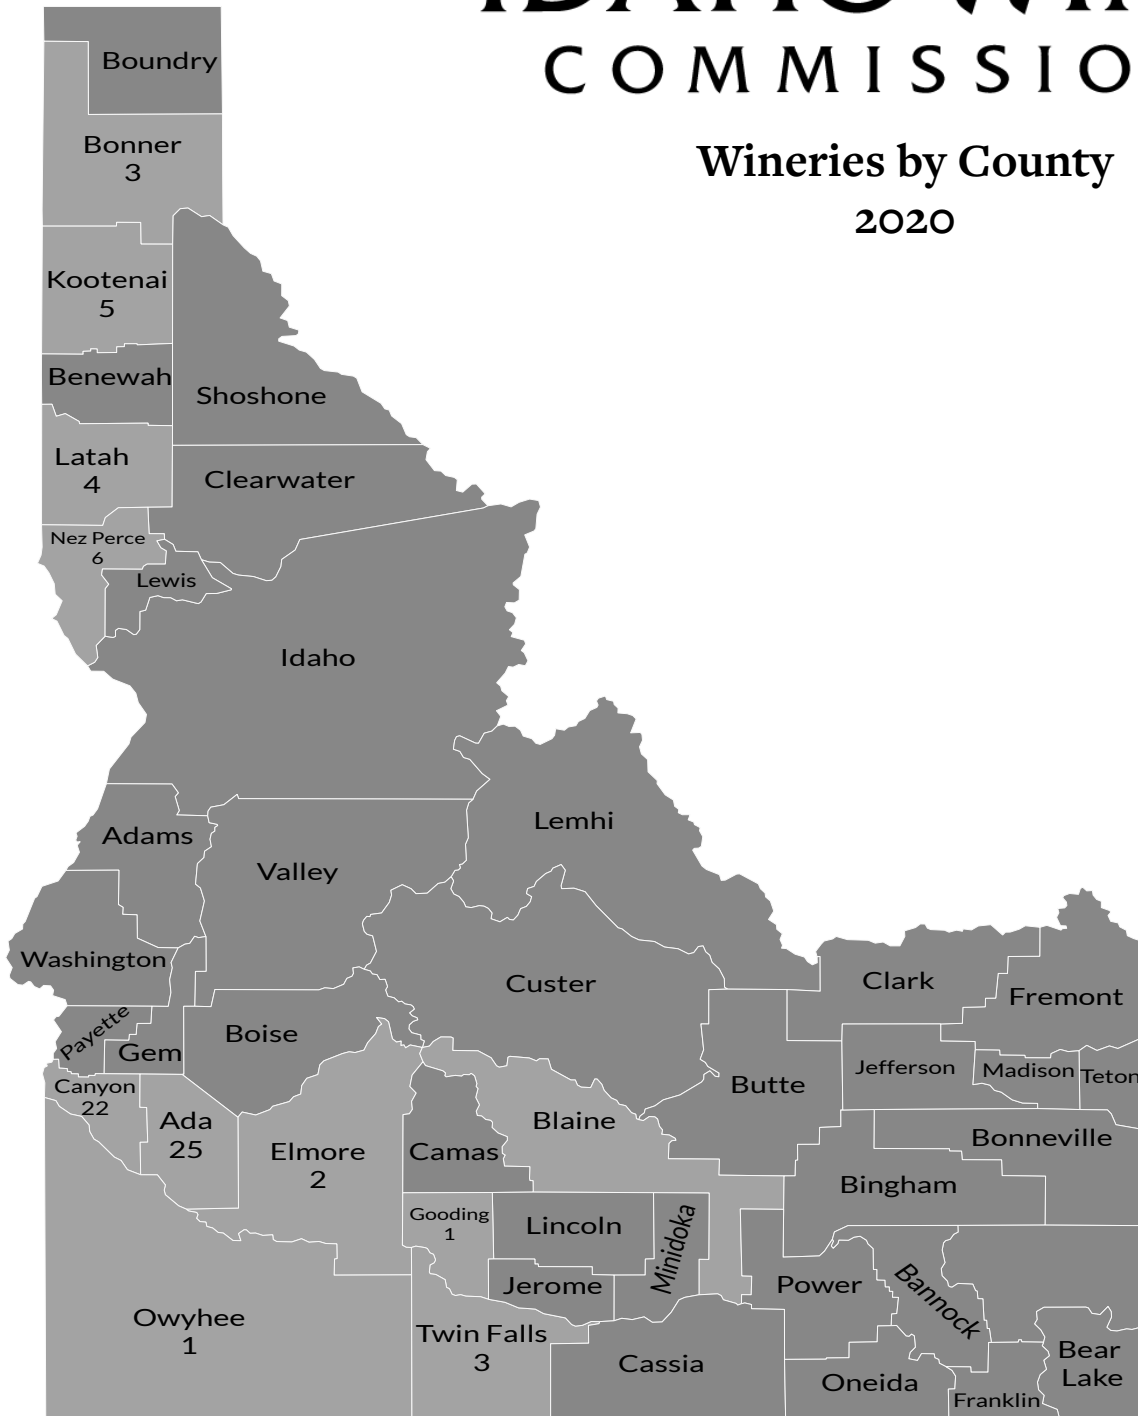 COMMISSIO
Wineries by County
2020
Boundry
Bonner
3
Kootenai
5
Benewah
Shoshone
Latah
4
Clearwater
Nez Perce
6
Lewis
Idaho
Adams
Lemhi
Valley
Washington
Custer
Clark
Fremont
Payette
Gem
Boise
Canyon
22
Ada
25
Elmore
2
Camas
Blaine
Butte
Jefferson
Madison
Teton
Bonneville
Bingham
Gooding
1
Lincoln
Minidoka
Jerome
Power
Bannock
Owyhee
1
Twin Falls
3
Cassia
Oneida
Franklin
Bear
Lake